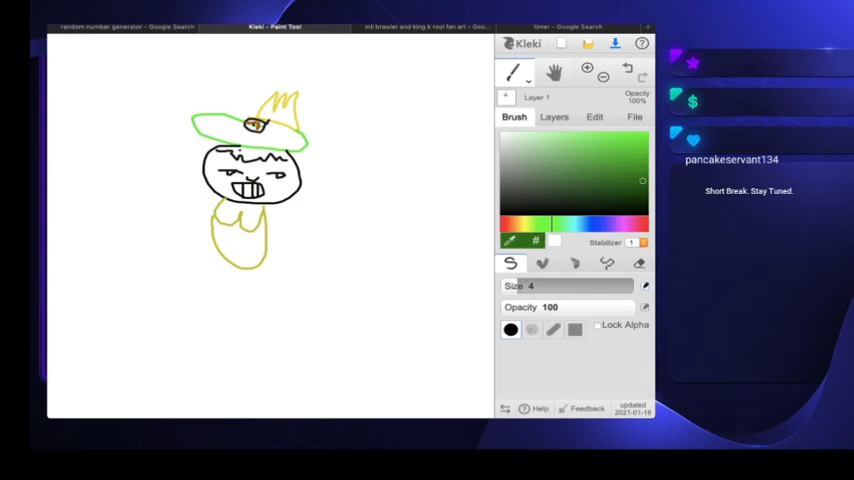 random number generator - Google Search
Kleki - Paint Tool
mii brawler and king k rool fan art - Goo...
timer - Google Search
Kleki
Layer 1
Opacity
100%
Brush
Layers
Edit
File
Stabilizer 1
Size 4
Opacity 100
Lock Alpha
Help
Feedback
updated
2021-01-18
pancakeservant134
Short Break. Stay Tuned.